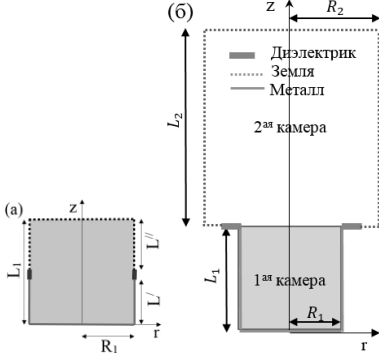 (б)
z
R₂
Диэлектрик
Земля
Металл
L₂
2ая камера
(а)
z
L₁
L//
L/
r
R₁
L₁
1ая камера
R₁
r